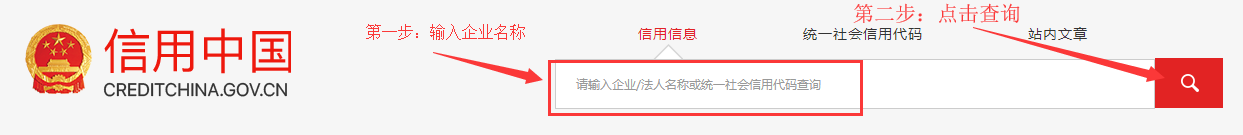 第二步：点击查询
第一步：输入企业名称
信用信息
统一社会信用代码
站内文章
信用中国
CREDITCHINA.GOV.CN
请输入企业/法人名称或统一社会信用代码查询